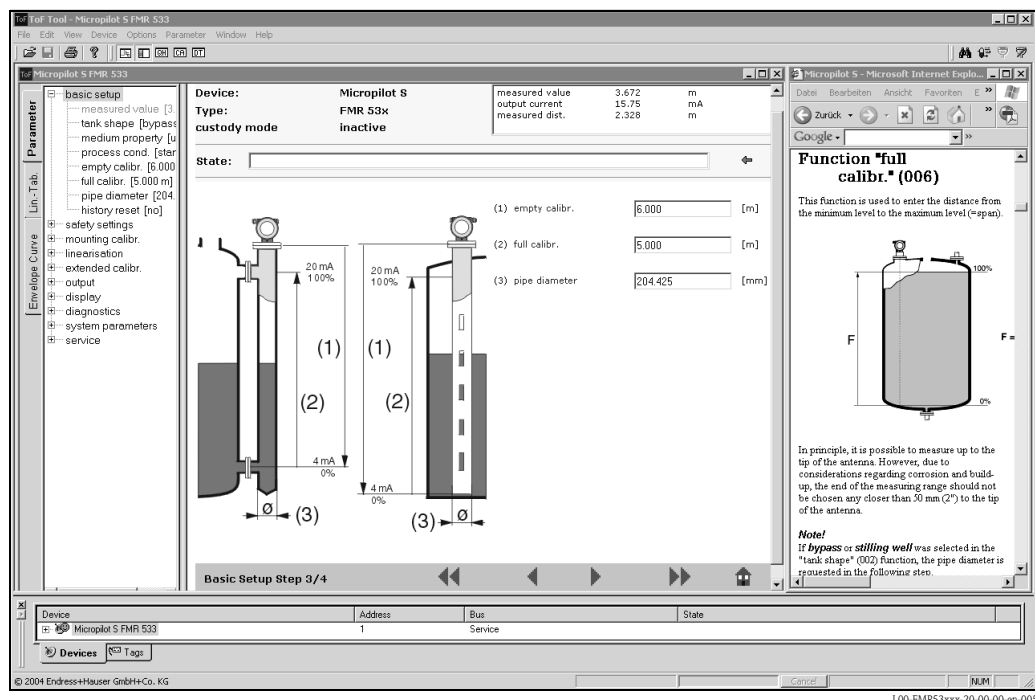 ToF Tool - Micropilot S FMR 533
File Edit View Device Options Parameter Window Help
Micropilot S FMR 533
Parameter
Lin.-Tab.
Envelope Curve
basic setup
measured value [3.
tank shape [bypass
medium property [u
process cond. [stan
empty calibr. [6.000
full calibr. [5.000 m]
pipe diameter [204.
history reset [no]
safety settings
mounting calibr.
linearisation
extended calibr.
output
display
diagnostics
system parameters
service
Device: Micropilot S
Type: FMR 53x
custody mode inactive
measured value 3.672 m
output current 15.75 mA
measured dist. 2.328 m
State:
20 mA
100%
(1)
(2)
4 mA
0%
ø (3)
20 mA
100%
(1)
(2)
4 mA
0%
(3) ø
(1) empty calibr. 6.000 [m]
(2) full calibr. 5.000 [m]
(3) pipe diameter 204.425 [mm]
Basic Setup Step 3/4
Micropilot S - Microsoft Internet Explo...
Datei Bearbeiten Ansicht Favoriten E »
Zurück »
Google »
Function "full
calibr." (006)
This function is used to enter the distance from
the minimum level to the maximum level (=span).
100%
F
F =
0%
In principle, it is possible to measure up to the
tip of the antenna. However, due to
considerations regarding corrosion and build-
up, the end of the measuring range should not
be chosen any closer than 50 mm (2") to the tip
of the antenna.
Note!
If bypass or stilling well was selected in the
"tank shape" (002) function, the pipe diameter is
requested in the following step.
Device Address Bus State
Micropilot S FMR 533 1 Service
Devices Tags
© 2004 Endress+Hauser GmbH+Co. KG
Cancel
NUM